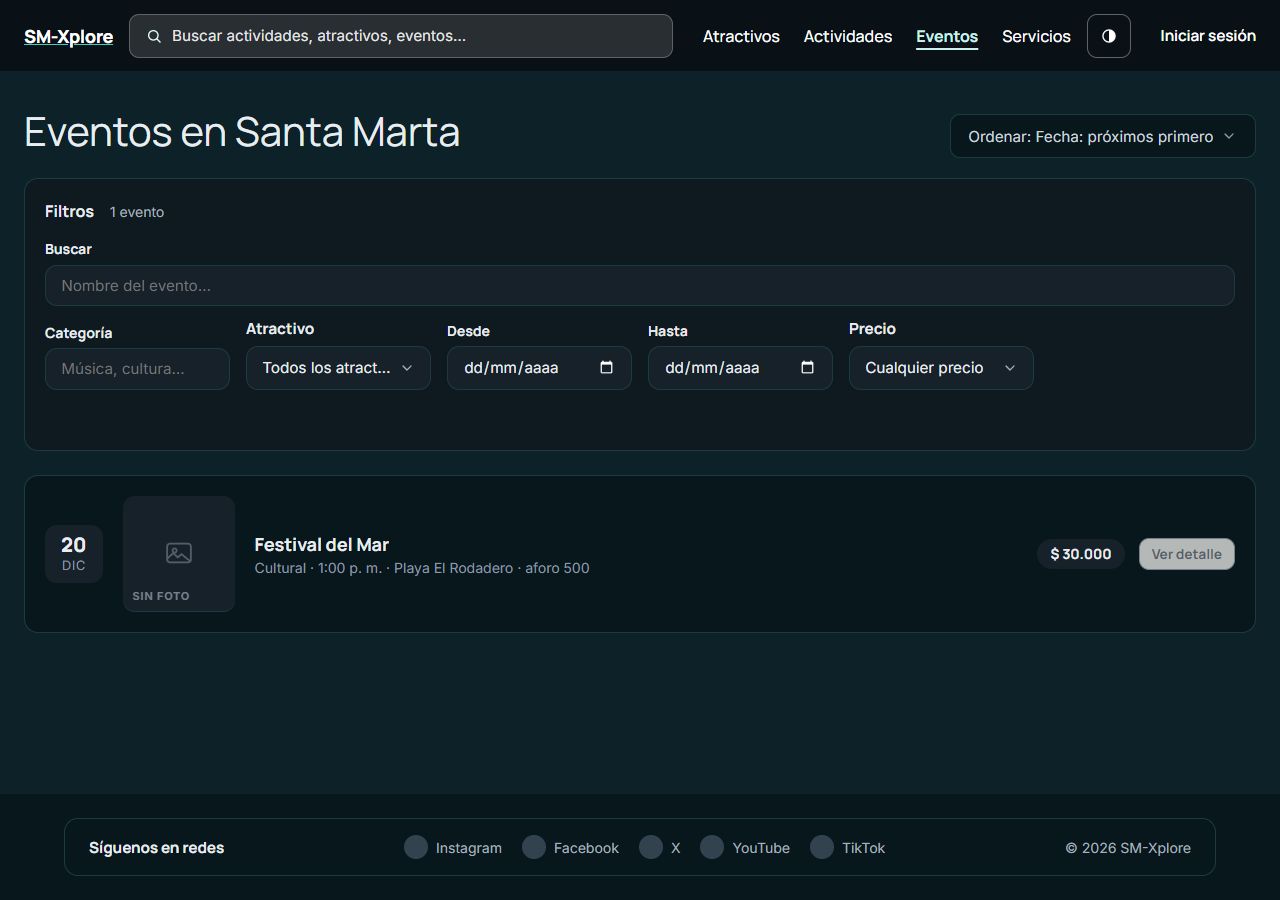 SM-Xplore
Buscar actividades, atractivos, eventos...
Atractivos
Actividades
Eventos
Servicios
Iniciar sesión
Eventos en Santa Marta
Ordenar: Fecha: próximos primero
Filtros
1 evento
Buscar
Nombre del evento...
Categoría
Atractivo
Desde
Hasta
Precio
Música, cultura...
Todos los atract...
dd/mm/aaaa
dd/mm/aaaa
Cualquier precio
20
DIC
SIN FOTO
Festival del Mar
Cultural · 1:00 p. m. · Playa El Rodadero · aforo 500
$ 30.000
Ver detalle
Síguenos en redes
Instagram
Facebook
X
YouTube
TikTok
© 2026 SM-Xplore